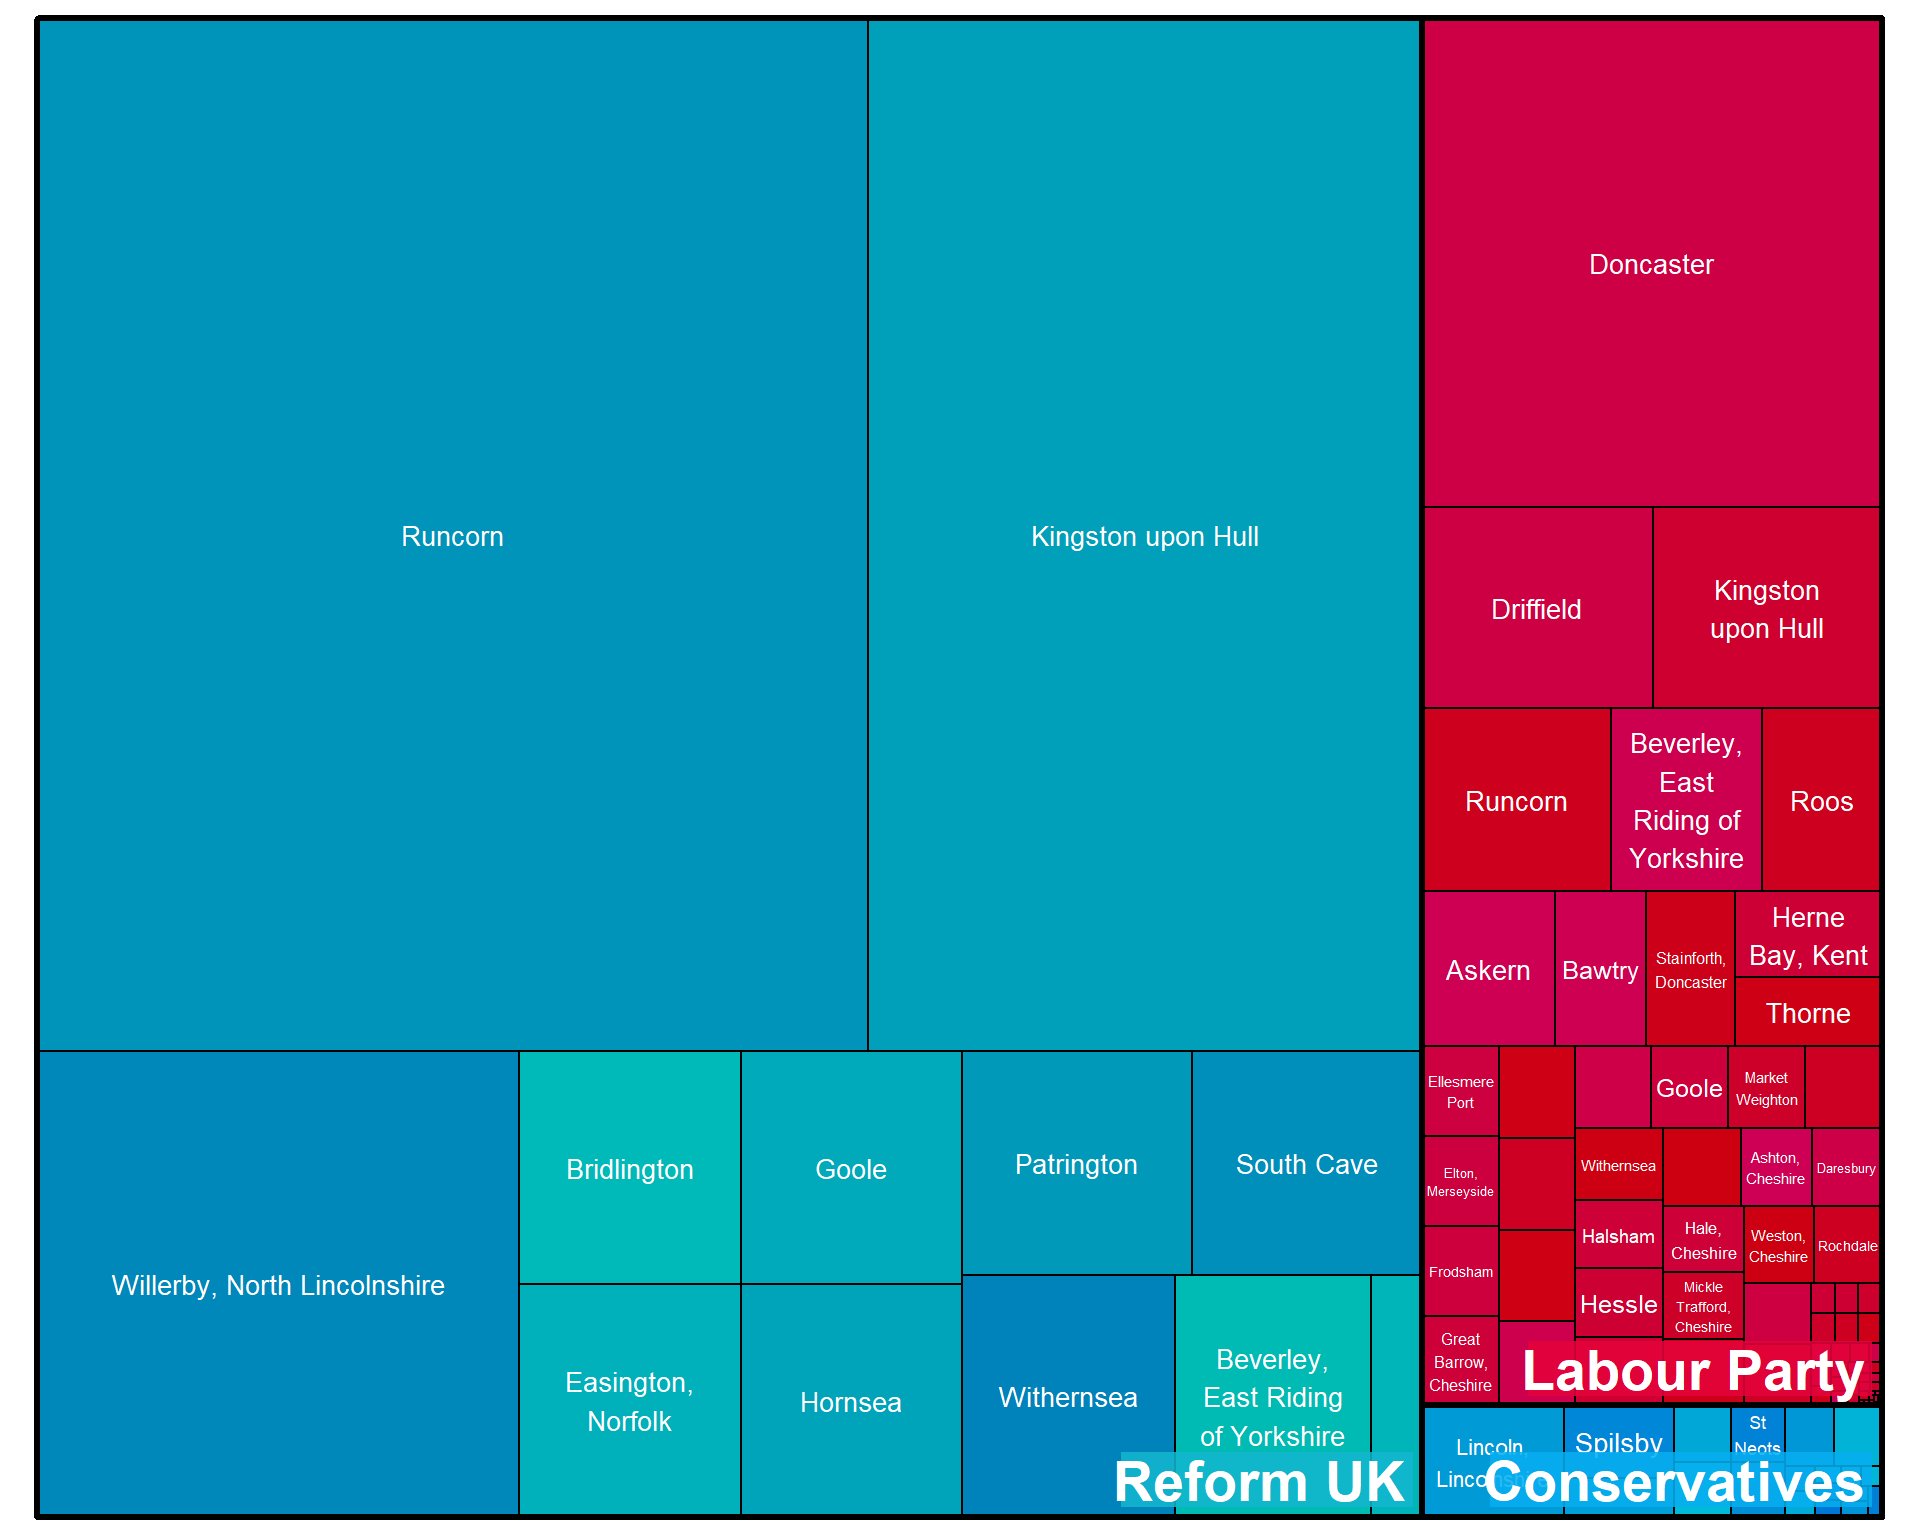 Runcorn
Kingston upon Hull
Willerby, North Lincolnshire
Bridlington
Goole
Easington,
Norfolk
Hornsea
Patrington
South Cave
Withernsea
Beverley,
East Riding
of Yorkshire
Reform UK
Doncaster
Driffield
Kingston
upon Hull
Runcorn
Beverley,
East
Riding of
Yorkshire
Roos
Askern
Bawtry
Stainforth,
Doncaster
Herne
Bay, Kent
Thorne
Ellesmere
Port
Elton,
Merseyside
Frodsham
Great
Barrow,
Cheshire
Goole
Market
Weighton
Withernsea
Halsham
Hessle
Ashton,
Cheshire
Daresbury
Hale,
Cheshire
Weston,
Cheshire
Rochdale
Mickle
Trafford,
Cheshire
Labour Party
Lincoln,
Spilsby
St
Neots
Conservatives